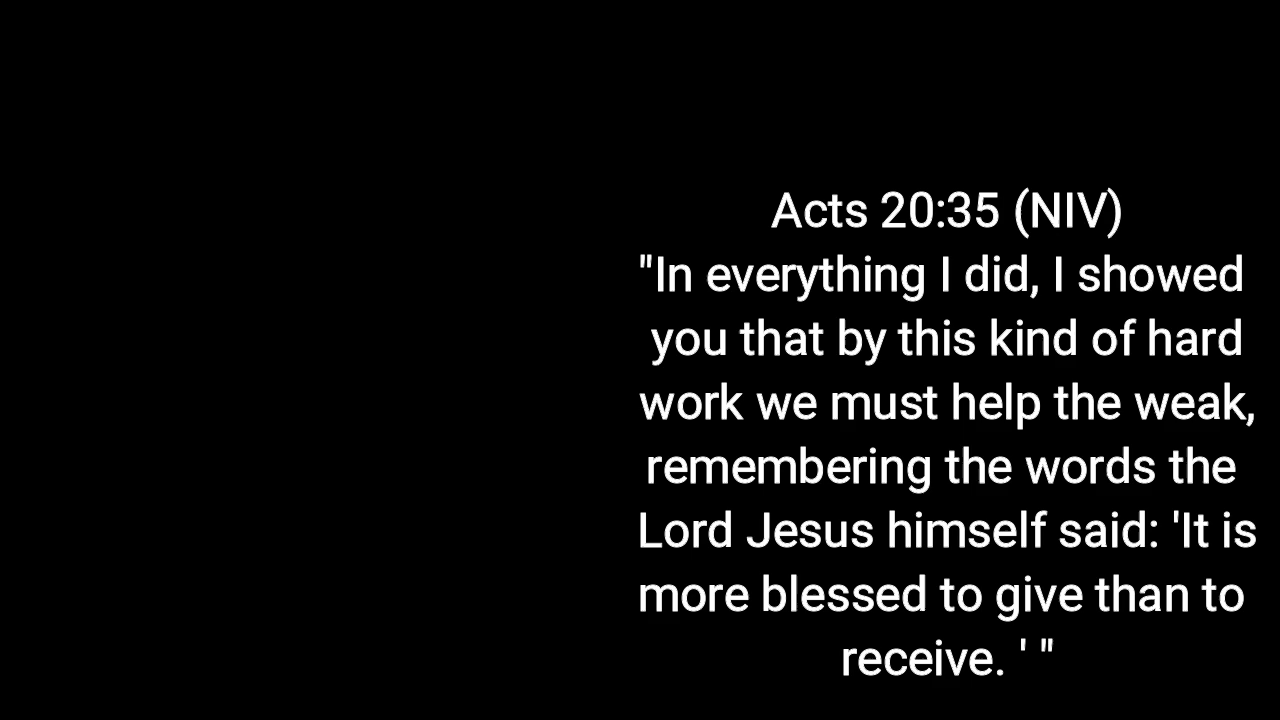 Acts 20:35 (NIV)
"In everything I did, I showed
you that by this kind of hard
work we must help the weak,
remembering the words the
Lord Jesus himself said: 'It is
more blessed to give than to
receive. ' "